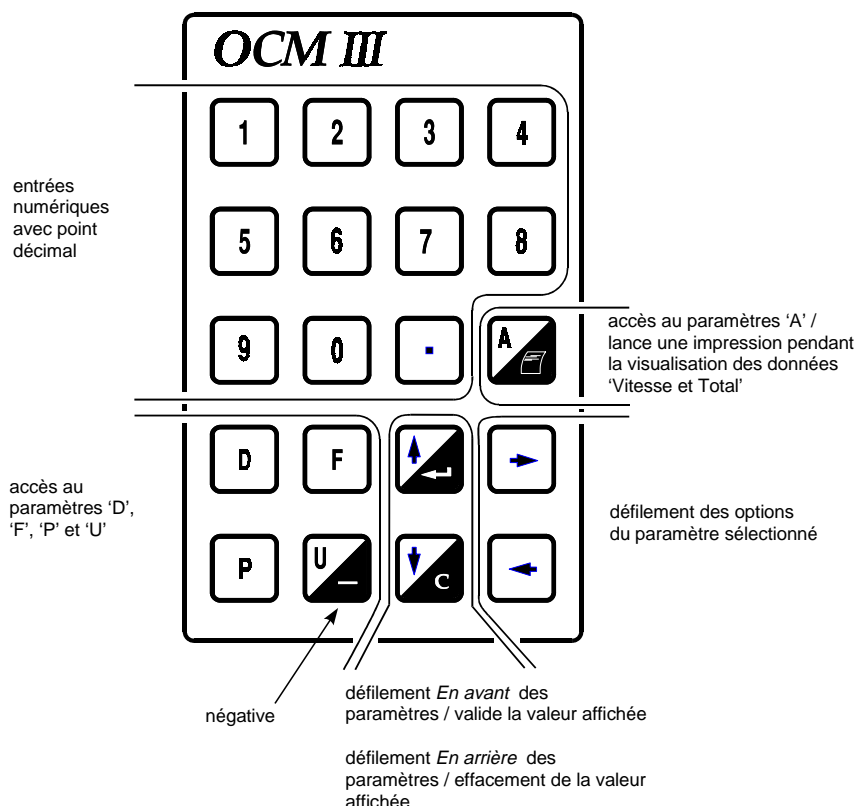 OCM III
1 2 3 4
entrées
numériques
avec point
décimal
5 6 7 8
9 0 . A
accès au paramètres ‘A’ /
lance une impression pendant
la visualisation des données
‘Vitesse et Total’
D F
accès au
paramètres ‘D’,
‘F’, ‘P’ et ‘U’
P U – C
défilement des options
du paramètre sélectionné
négative
défilement En avant des
paramètres / valide la valeur affichée
défilement En arrière des
paramètres / effacement de la valeur
affichée